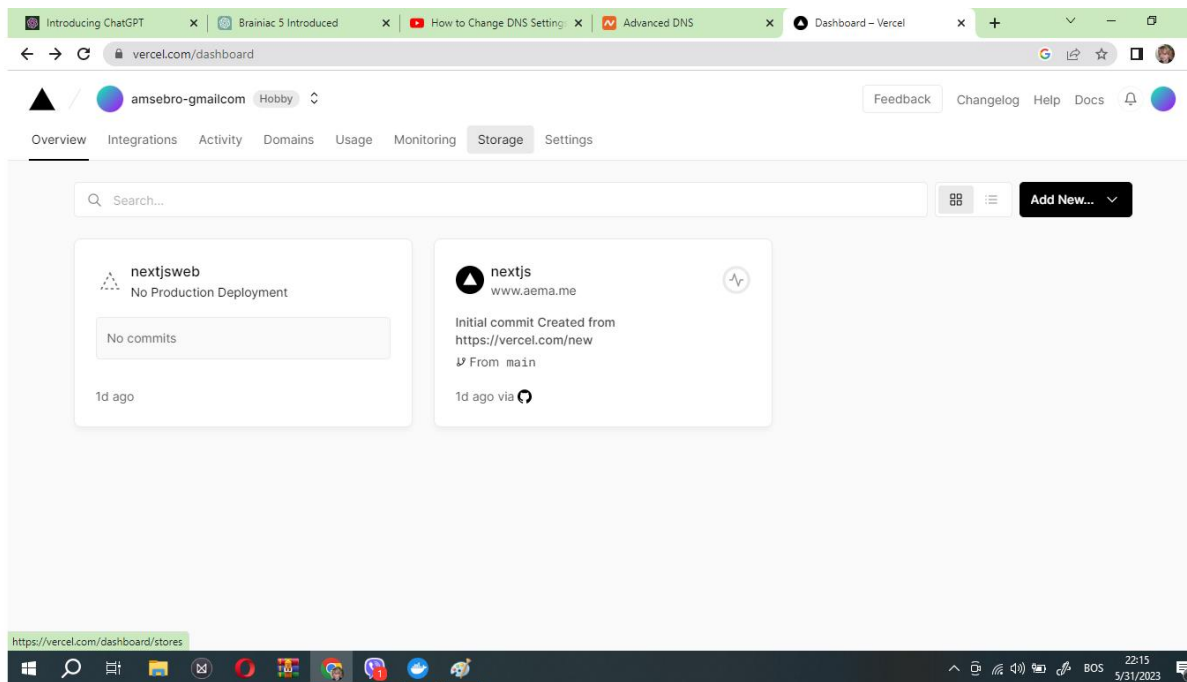 Introducing ChatGPT
Brainiac 5 Introduced
How to Change DNS Setting
Advanced DNS
Dashboard – Vercel
vercel.com/dashboard
amsebro-gmailcom Hobby
Feedback Changelog Help Docs
Overview Integrations Activity Domains Usage Monitoring Storage Settings
Search...
Add New...
nextjsweb
No Production Deployment
No commits
1d ago
nextjs
www.aema.me
Initial commit Created from
https://vercel.com/new
From main
1d ago via
https://vercel.com/dashboard/stores
1
BOS
22:15
5/31/2023